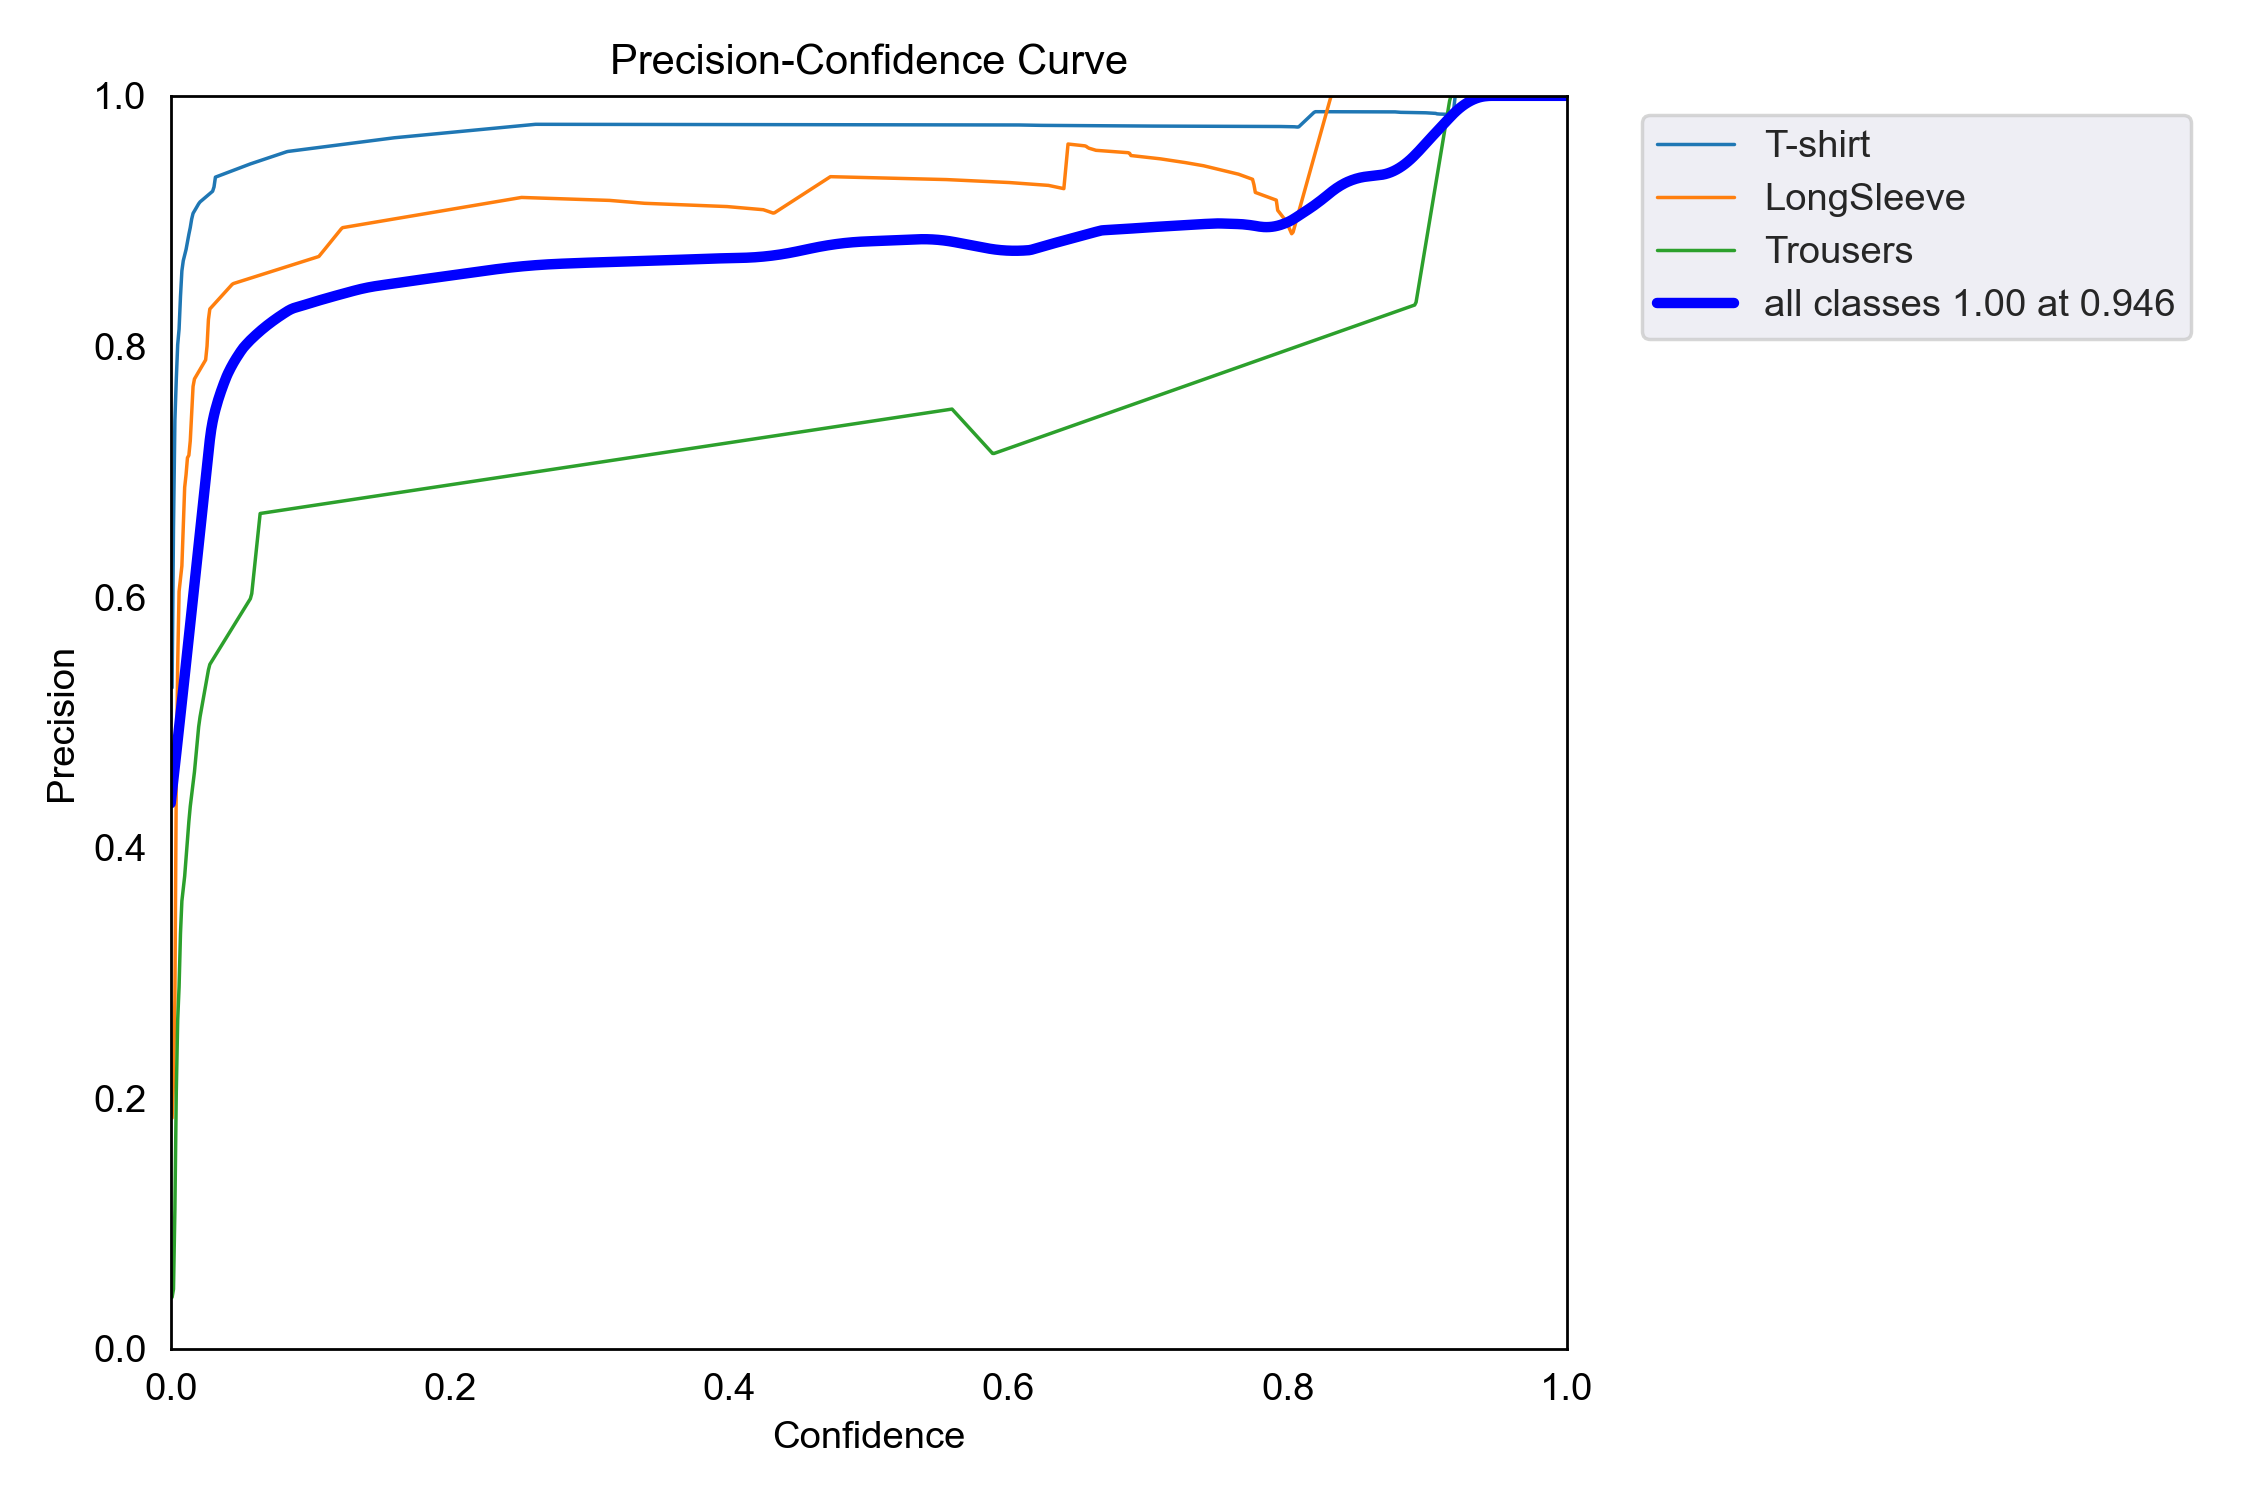 Precision-Confidence Curve
1.0
0.8
0.6
0.4
0.2
0.0
Precision
0.0 0.2 0.4 0.6 0.8 1.0
Confidence
T-shirt
LongSleeve
Trousers
all classes 1.00 at 0.946